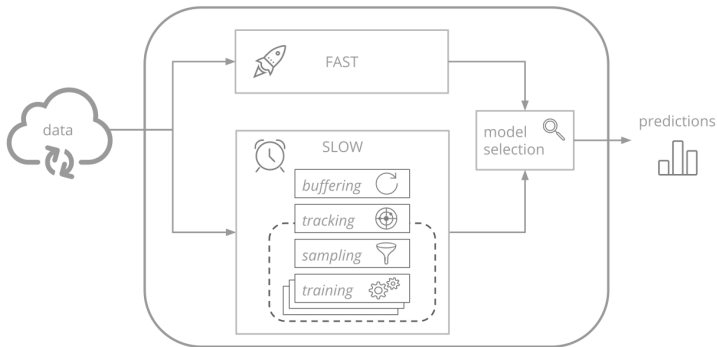 data
FAST
SLOW
buffering
tracking
sampling
training
model
selection
predictions